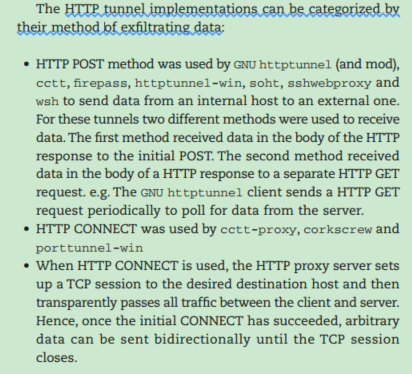 The HTTP tunnel implementations can be categorized by
their method of exfiltrating data:
• HTTP POST method was used by GNU httptunnel (and mod),
cctt, firepass, httptunnel-win, soht, sshwebproxy and
wsh to send data from an internal host to an external one.
For these tunnels two different methods were used to receive
data. The first method received data in the body of the HTTP
response to the initial POST. The second method received
data in the body of a HTTP response to a separate HTTP GET
request. e.g. The GNU httptunnel client sends a HTTP GET
request periodically to poll for data from the server.
• HTTP CONNECT was used by cctt-proxy, corkscrew and
porttunnel-win
• When HTTP CONNECT is used, the HTTP proxy server sets
up a TCP session to the desired destination host and then
transparently passes all traffic between the client and server.
Hence, once the initial CONNECT has succeeded, arbitrary
data can be sent bidirectionally until the TCP session
closes.